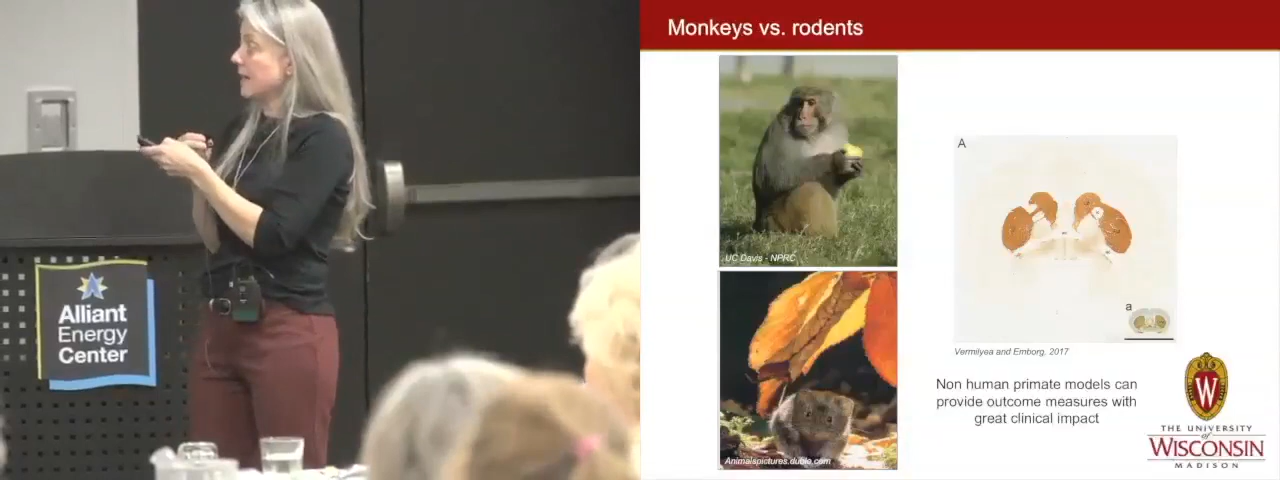 Alliant
Energy
Center
Monkeys vs. rodents
UC Davis - NPRC
Animalspictures.duble.com
A
a
Vermilyea and Emborg, 2017
Non human primate models can
provide outcome measures with
great clinical impact
W
THE UNIVERSITY
of
WISCONSIN
MADISON